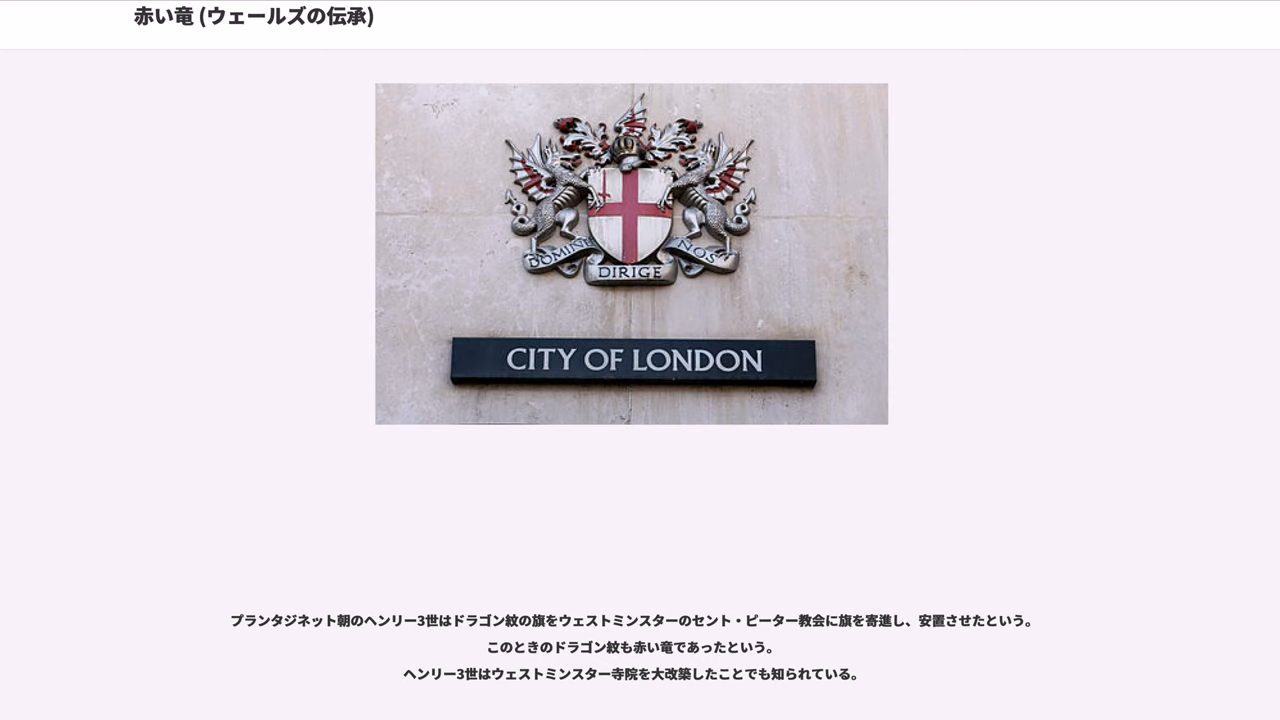 赤い竜 (ウェールズの伝承)
DOMINE DIRIGE NOS
CITY OF LONDON
プランタジネット朝のヘンリー3世はドラゴン紋の旗をウェストミンスターのセント・ピーター教会に旗を寄進し、安置させたという。
このときのドラゴン紋も赤い竜であったという。
ヘンリー3世はウェストミンスター寺院を大改築したことでも知られている。